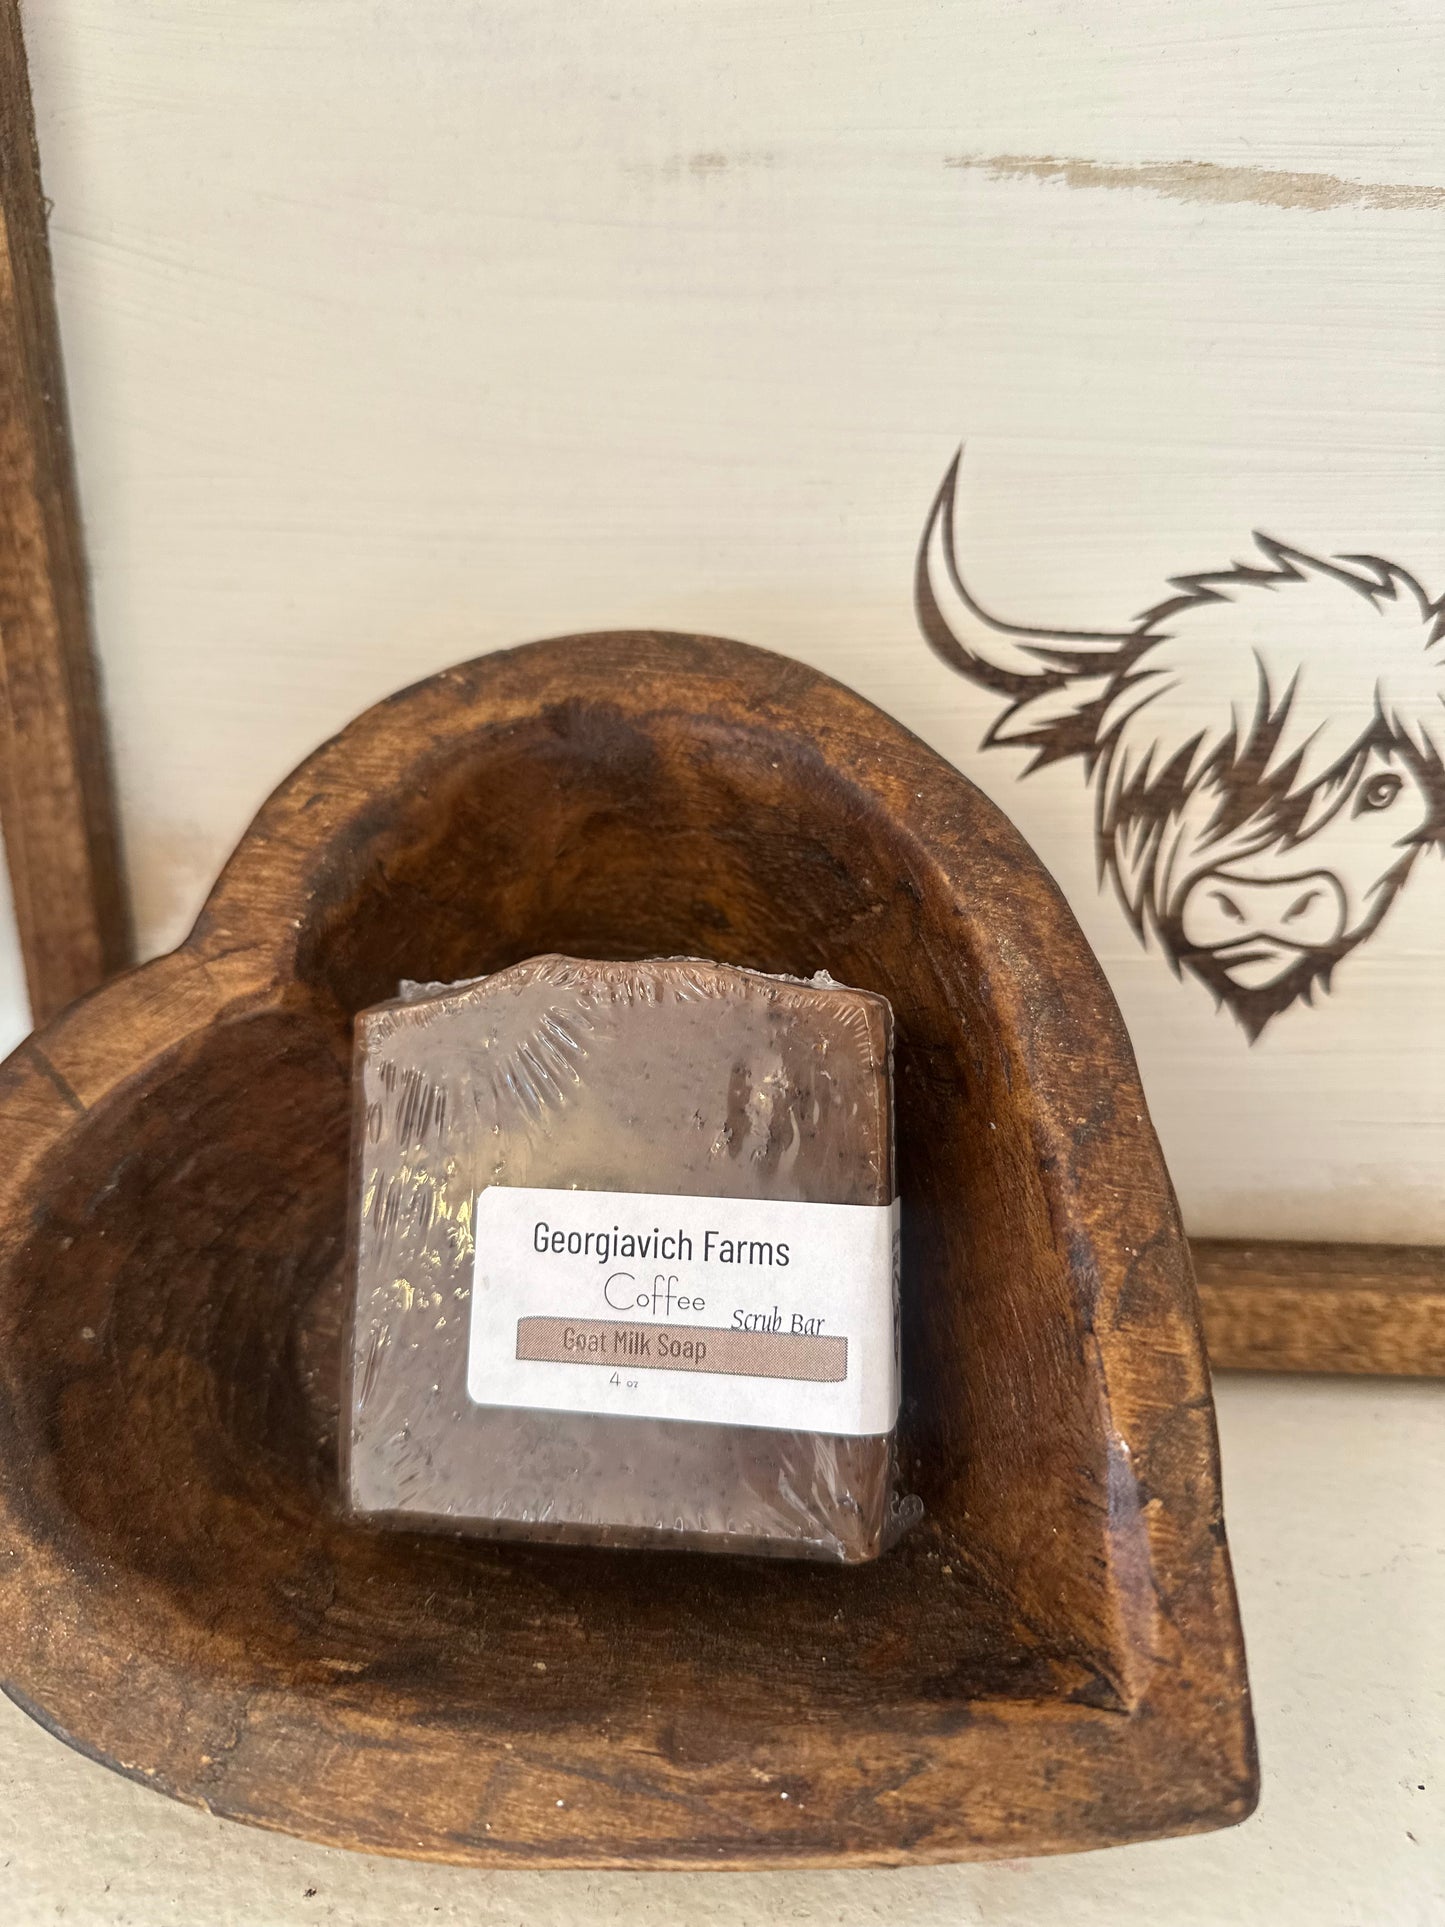 Georgiavich Farms
Coffee
Scrub Bar
Goat Milk Soap
4 oz